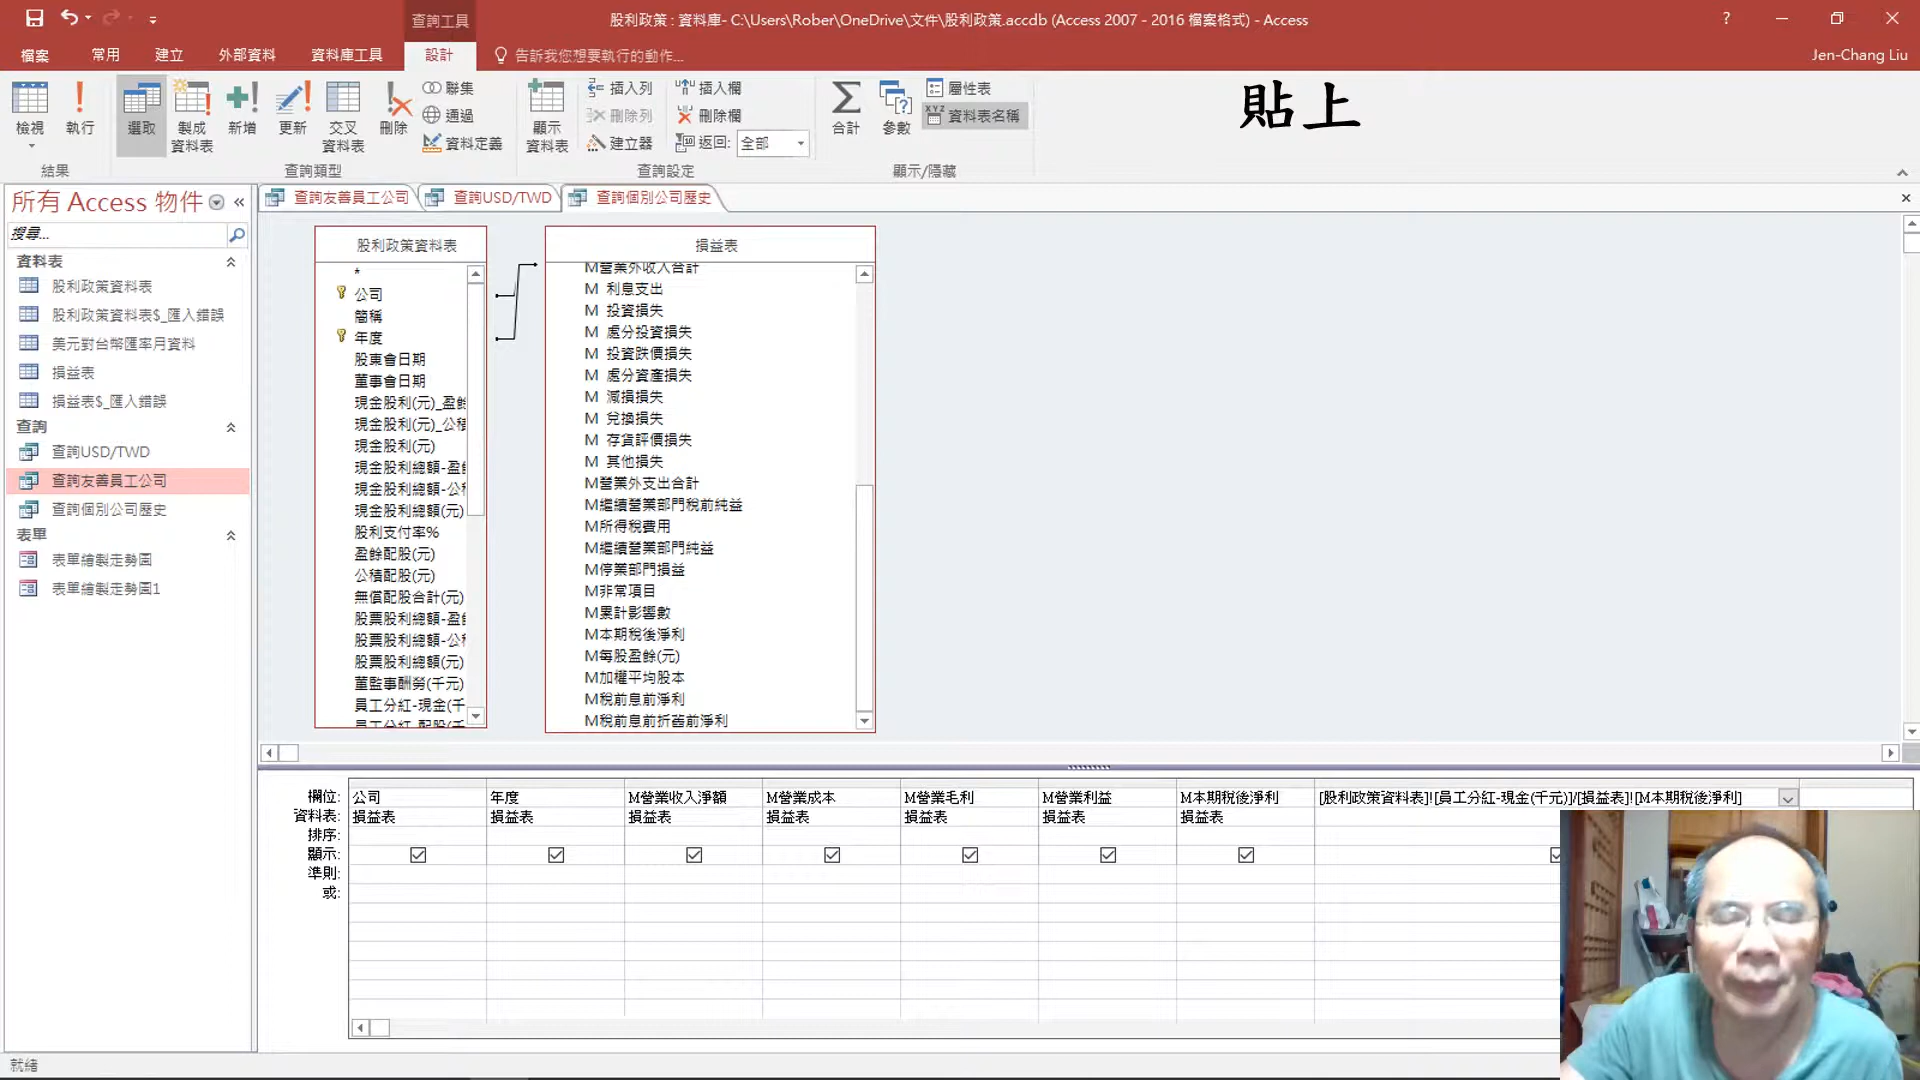 查詢工具
股利政策 : 資料庫- C:\Users\Rober\OneDrive\文件\股利政策.accdb (Access 2007 - 2016 檔案格式) - Access
?
檔案 常用 建立 外部資料 資料庫工具 設計 告訴我您想要執行的動作...
Jen-Chang Liu
檢視
執行
結果
選取
製成
資料表
新增
更新
交叉
資料表
刪除
聯集
通過
資料定義
查詢類型
顯示
資料表
插入列
刪除列
建立器
插入欄
刪除欄
返回: 全部
查詢設定
合計
參數
屬性表
XYZ 資料表名稱
顯示/隱藏
貼上
所有 Access 物件
搜尋...
資料表
股利政策資料表
股利政策資料表$_匯入錯誤
美元對台幣匯率月資料
損益表
損益表$_匯入錯誤
查詢
查詢USD/TWD
查詢友善員工公司
查詢個別公司歷史
表單
表單繪製走勢圖
表單繪製走勢圖1
查詢友善員工公司 查詢USD/TWD 查詢個別公司歷史
股利政策資料表
*
公司
簡稱
年度
股東會日期
董事會日期
現金股利(元)_盈餘
現金股利(元)_公積
現金股利(元)
現金股利總額-盈餘
現金股利總額-公積
現金股利總額(元)
股利支付率%
盈餘配股(元)
公積配股(元)
無償配股合計(元)
股票股利總額-盈餘
股票股利總額-公積
股票股利總額(元)
董監事酬勞(千元)
員工分紅-現金(千
員工分紅-配股(千
損益表
M營業外收入合計
M 利息支出
M 投資損失
M 處分投資損失
M 投資跌價損失
M 處分資產損失
M 減損損失
M 兌換損失
M 存貨評價損失
M 其他損失
M營業外支出合計
M繼續營業部門稅前純益
M所得稅費用
M繼續營業部門純益
M停業部門損益
M非常項目
M累計影響數
M本期稅後淨利
M每股盈餘(元)
M加權平均股本
M稅前息前淨利
M稅前息前折舊前淨利
欄位: 公司 年度 M營業收入淨額 M營業成本 M營業毛利 M營業利益 M本期稅後淨利 [股利政策資料表]![員工分紅-現金(千元)]/[損益表]![M本期稅後淨利]
資料表: 損益表 損益表 損益表 損益表 損益表 損益表 損益表
排序:
顯示:
準則:
或:
就緒